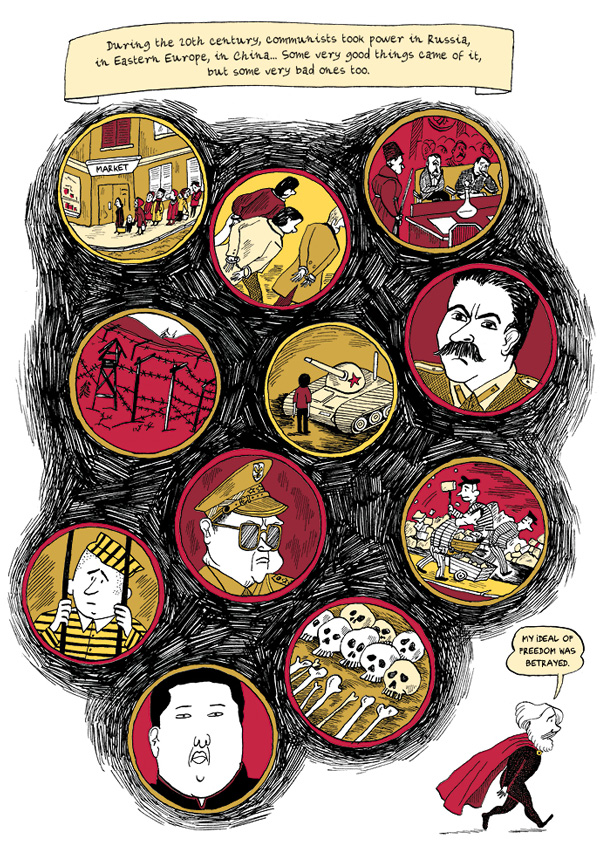 During the 20th century, communists took power in Russia,
in Eastern Europe, in China... Some very good things came of it,
but some very bad ones too.
MARKET
MY IDEAL OF
FREEDOM WAS
BETRAYED.